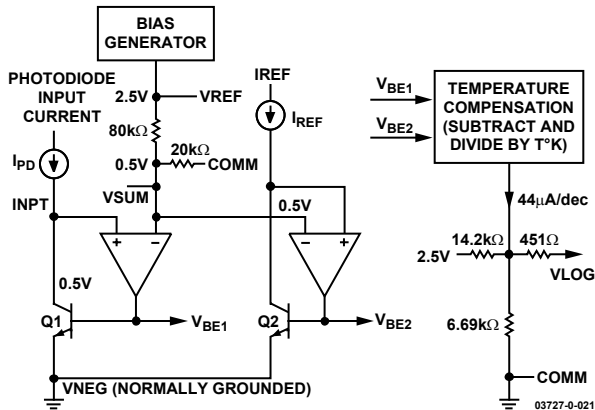 BIAS
GENERATOR
PHOTODIODE
INPUT
CURRENT
IREF
2.5V
VREF
IREF
80kΩ
20kΩ
COMM
0.5V
IPD
VSUM
INPT
0.5V
+
–
–
+
0.5V
Q1
VBE1
Q2
VBE2
VNEG (NORMALLY GROUNDED)
VBE1
VBE2
TEMPERATURE
COMPENSATION
(SUBTRACT AND
DIVIDE BY T°K)
44μA/dec
14.2kΩ
451Ω
2.5V
VLOG
6.69kΩ
COMM
03727-0-021